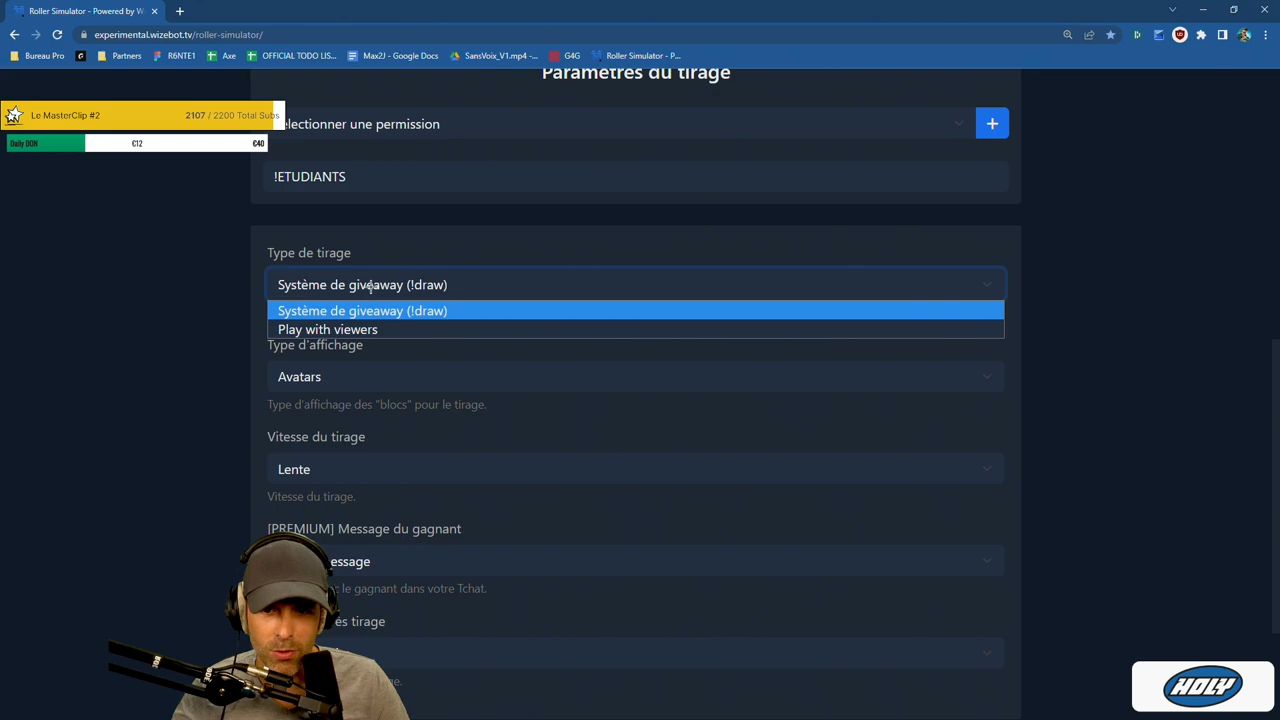 Roller Simulator - Powered by W
experimental.wizebot.tv/roller-simulator/
Bureau Pro
Partners
R6NTE1
Axe
OFFICIAL TODO LIS...
Max2J - Google Docs
SansVoix_V1.mp4 -...
G4G
Roller Simulator - P...
Paramètres du tirage
Le MasterClip #2
2107 / 2200 Total Subs
Daily DON
€12
€40
electionner une permission
+
!ETUDIANTS
Type de tirage
Système de giveaway (!draw)
Système de giveaway (!draw)
Play with viewers
Type d'affichage
Avatars
Type d'affichage des "blocs" pour le tirage.
Vitesse du tirage
Lente
Vitesse du tirage.
[PREMIUM] Message du gagnant
essage
le gagnant dans votre Tchat.
ès tirage
ge.
HOLY